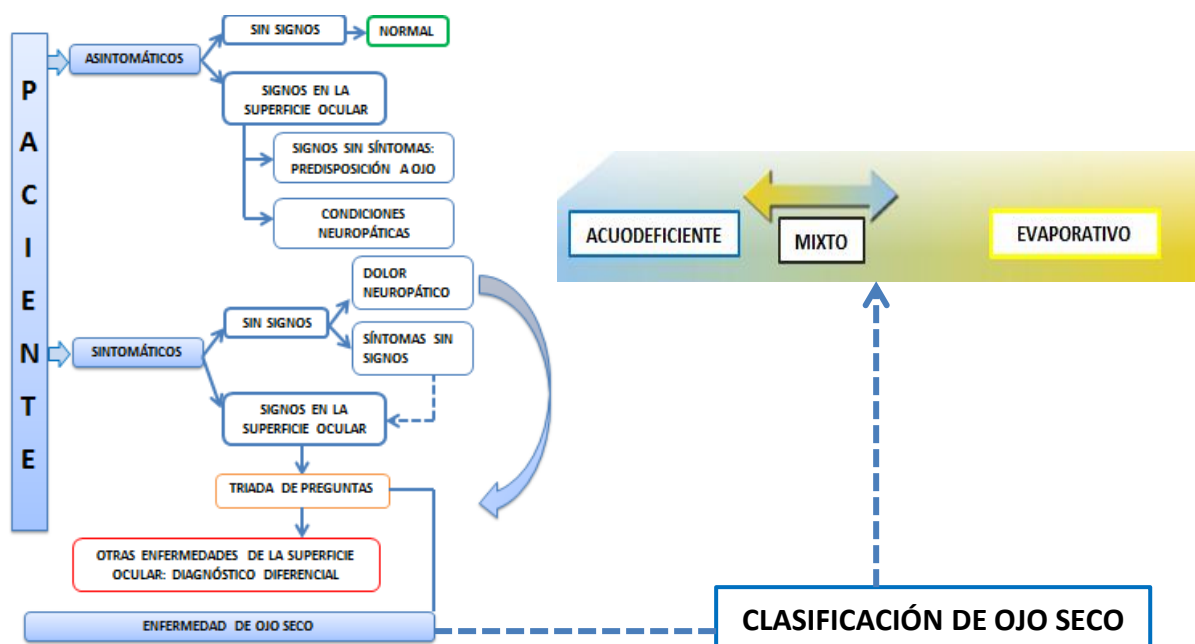 PACIENTE
ASINTOMÁTICOS
SIN SIGNOS
NORMAL
SIGNOS EN LA
SUPERFICIE OCULAR
SIGNOS SIN SÍNTOMAS:
PREDISPOSICIÓN A OJO
CONDICIONES
NEUROPÁTICAS
SINTOMÁTICOS
SIN SIGNOS
DOLOR
NEUROPÁTICO
SÍNTOMAS SIN
SIGNOS
SIGNOS EN LA
SUPERFICIE OCULAR
TRIADA DE PREGUNTAS
OTRAS ENFERMEDADES DE LA SUPERFICIE
OCULAR: DIAGNÓSTICO DIFERENCIAL
ENFERMEDAD DE OJO SECO
ACUODEFICIENTE
MIXTO
EVAPORATIVO
CLASIFICACIÓN DE OJO SECO